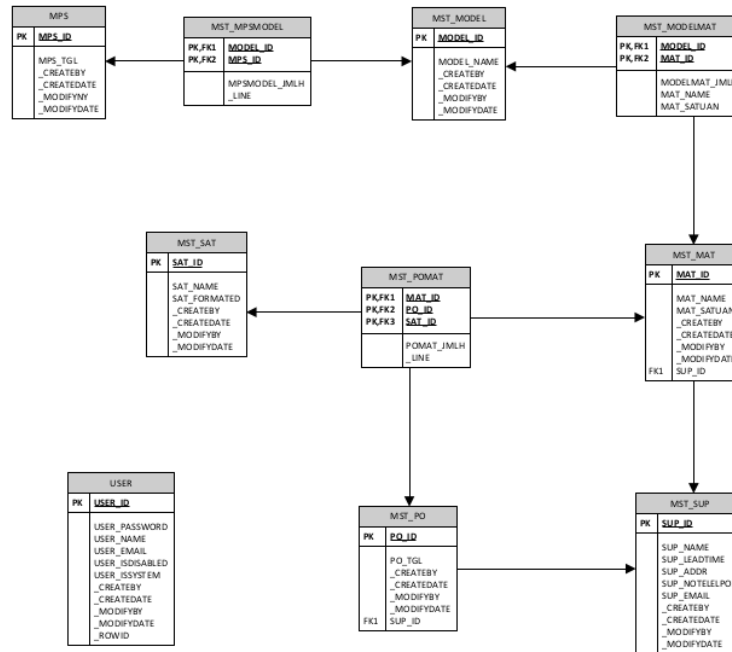 MPS
PK MPS_ID
MPS_TGL
_CREATEBY
_CREATEDATE
_MODIFYNY
_MODIFYDATE
MST_MPSMODEL
PK,FK1 MODEL_ID
PK,FK2 MPS_ID
MPSMODEL_JMLH
_LINE
MST_MODEL
PK MODEL_ID
MODEL_NAME
_CREATEBY
_CREATEDATE
_MODIFYBY
_MODIFYDATE
MST_MODELMAT
PK,FK1 MODEL_ID
PK,FK2 MAT_ID
MODELMAT_JML
MAT_NAME
MAT_SATUAN
MST_SAT
PK SAT_ID
SAT_NAME
SAT_FORMATED
_CREATEBY
_CREATEDATE
_MODIFYBY
_MODIFYDATE
MST_POMAT
PK,FK1 MAT_ID
PK,FK2 PO_ID
PK,FK3 SAT_ID
POMAT_JMLH
_LINE
MST_MAT
PK MAT_ID
MAT_NAME
MAT_SATUAN
_CREATEBY
_CREATEDATE
_MODIFYBY
_MODIFYDATE
FK1 SUP_ID
USER
PK USER_ID
USER_PASSWORD
USER_NAME
USER_EMAIL
USER_ISDISABLED
USER_ISSYSTEM
_CREATEBY
_CREATEDATE
_MODIFYBY
_MODIFYDATE
_ROWID
MST_PO
PK PO_ID
PO_TGL
_CREATEBY
_CREATEDATE
_MODIFYBY
_MODIFYDATE
FK1 SUP_ID
MST_SUP
PK SUP_ID
SUP_NAME
SUP_LEADTIME
SUP_ADDR
SUP_NOTELELPO
SUP_EMAIL
_CREATEBY
_CREATEDATE
_MODIFYBY
_MODIFYDATE